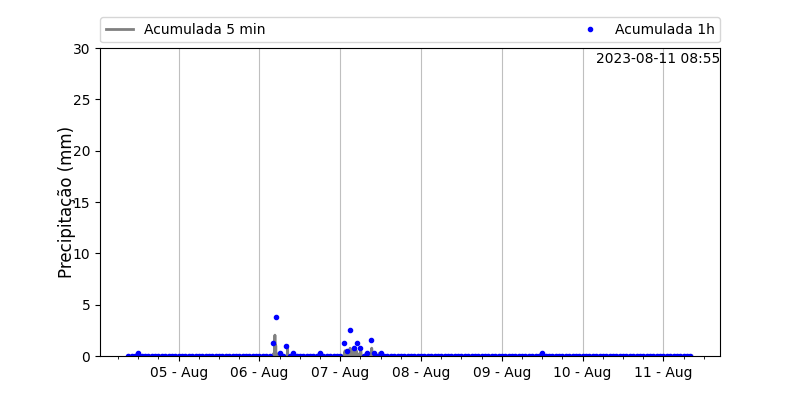 Acumulada 5 min
Acumulada 1h
2023-08-11 08:55
Precipitação (mm)
30
25
20
15
10
5
0
05 - Aug
06 - Aug
07 - Aug
08 - Aug
09 - Aug
10 - Aug
11 - Aug